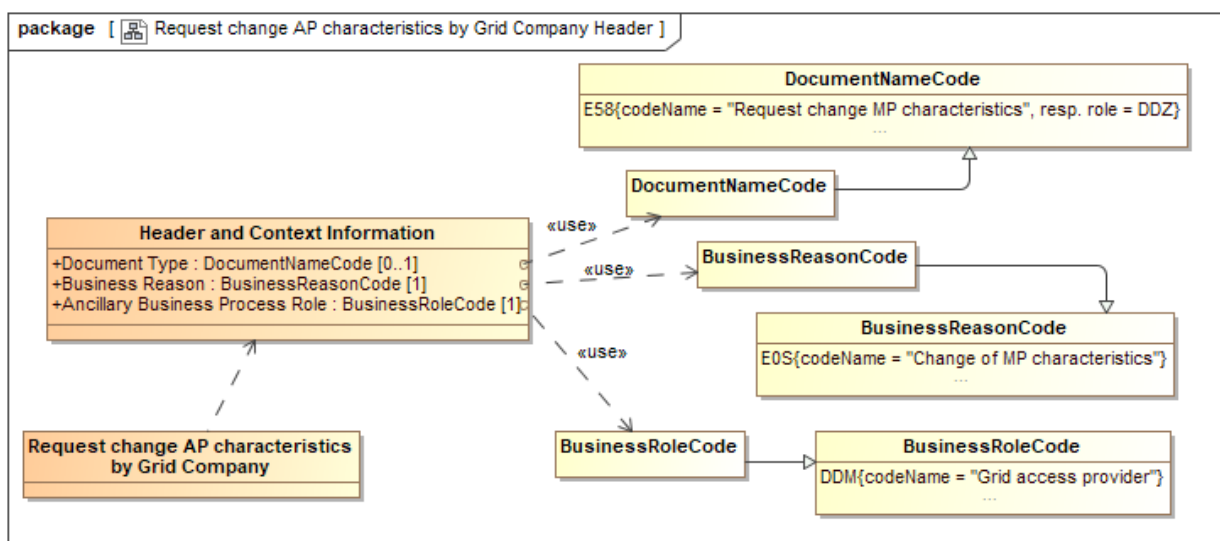 package [ Request change AP characteristics by Grid Company Header ]
DocumentNameCode
E58{codeName = "Request change MP characteristics", resp. role = DDZ}
...
DocumentNameCode
Header and Context Information
+Document Type : DocumentNameCode [0..1]
+Business Reason : BusinessReasonCode [1]
+Ancillary Business Process Role : BusinessRoleCode [1]
«use»
«use»
«use»
BusinessReasonCode
BusinessReasonCode
E0S{codeName = "Change of MP characteristics"}
...
Request change AP characteristics
by Grid Company
BusinessRoleCode
BusinessRoleCode
DDM{codeName = "Grid access provider"}
...